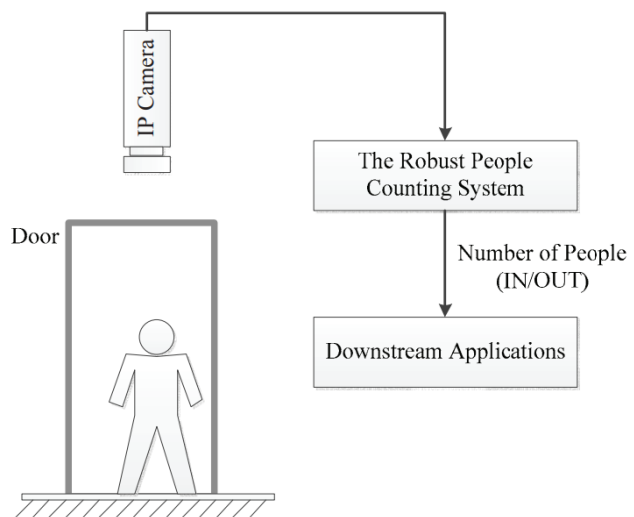 IP Camera
The Robust People
Counting System
Door
Number of People
(IN/OUT)
Downstream Applications